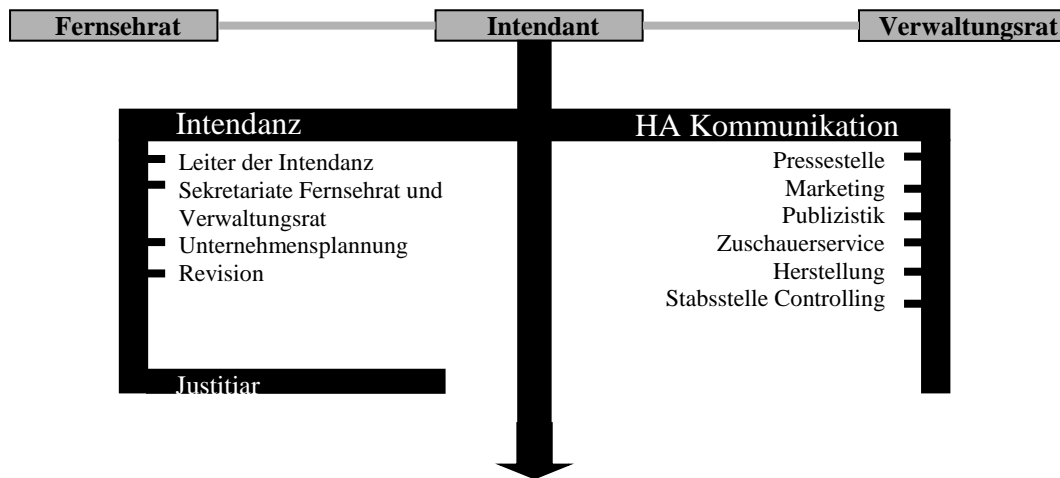 Fernsehrat
Intendant
Verwaltungsrat
Intendanz
Leiter der Intendanz
Sekretariate Fernsehrat und
Verwaltungsrat
Unternehmensplannung
Revision
Justitiar
HA Kommunikation
Pressestelle
Marketing
Publizistik
Zuschauerservice
Herstellung
Stabsstelle Controlling